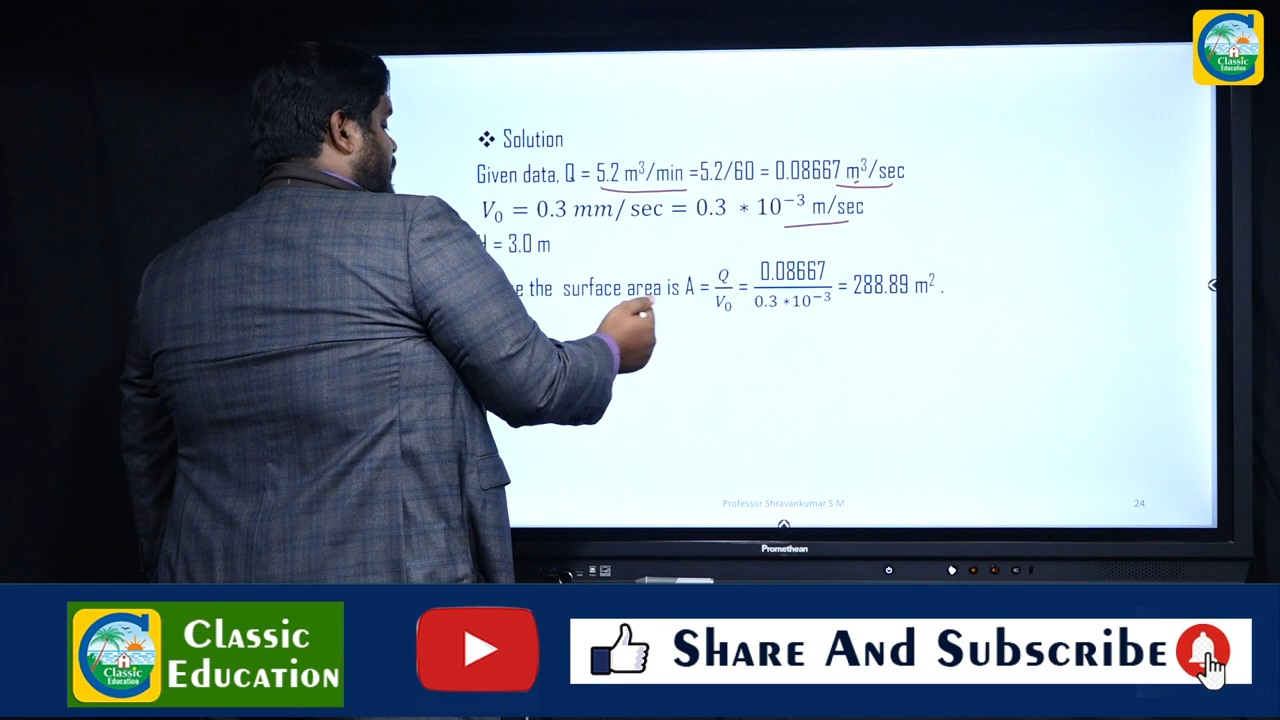 Classic
Education
❖ Solution
Given data, Q = 5.2 m³/min =5.2/60 = 0.08667 m³/sec
V₀ = 0.3 mm/sec = 0.3 * 10⁻³ m/sec
= 3.0 m
the surface area is A = Q/V₀ = 0.08667/0.3 *10⁻³ = 288.89 m² .
Professor Shravankumar S M 24
Promethean
Classic Education
Classic
Education
Share And Subscribe